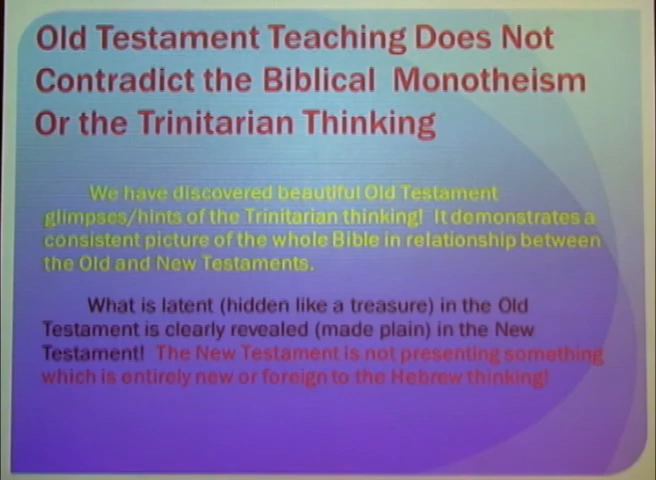 Old Testament Teaching Does Not
Contradict the Biblical Monotheism
Or the Trinitarian Thinking
We have discovered beautiful Old Testament
glimpses/hints of the Trinitarian thinking! It demonstrates a
consistent picture of the whole Bible in relationship between
the Old and New Testaments.
What is latent (hidden like a treasure) in the Old
Testament is clearly revealed (made plain) in the New
Testament! The New Testament is not presenting something
which is entirely new or foreign to the Hebrew thinking!